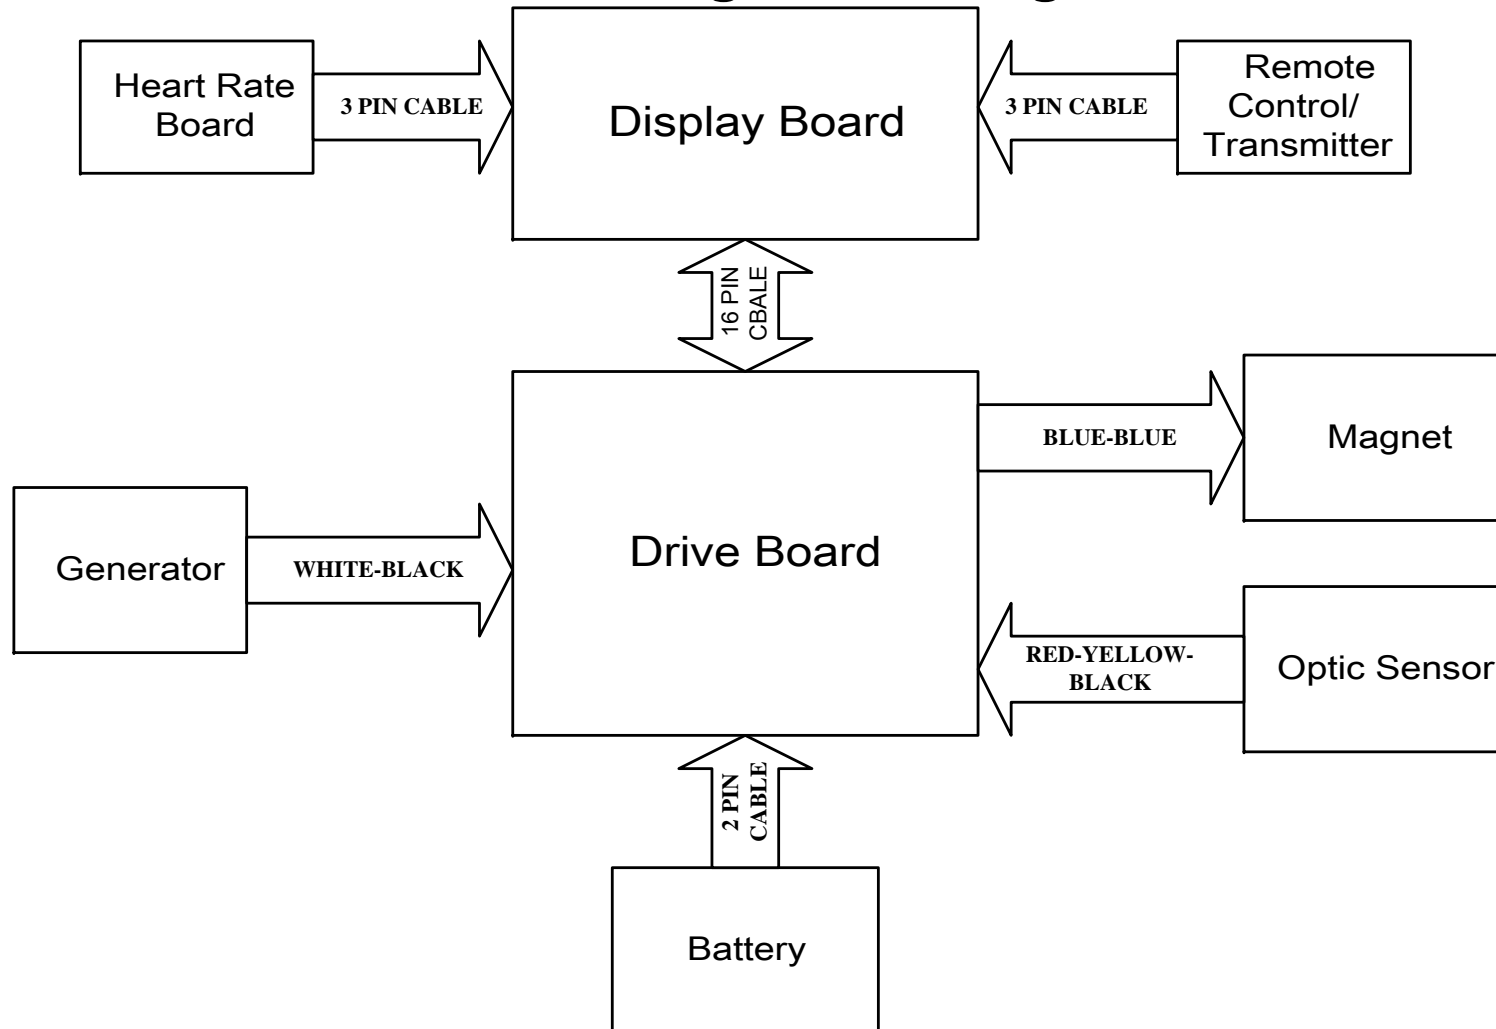 Heart Rate
Board
3 PIN CABLE
Display Board
3 PIN CABLE
Remote
Control/
Transmitter
16 PIN
CBALE
BLUE-BLUE
Magnet
Generator
WHITE-BLACK
Drive Board
RED-YELLOW-
BLACK
Optic Sensor
2 PIN
CABLE
Battery